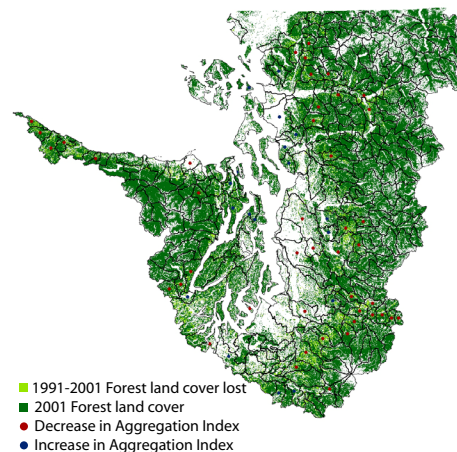 1991-2001 Forest land cover lost
2001 Forest land cover
Decrease in Aggregation Index
Increase in Aggregation Index